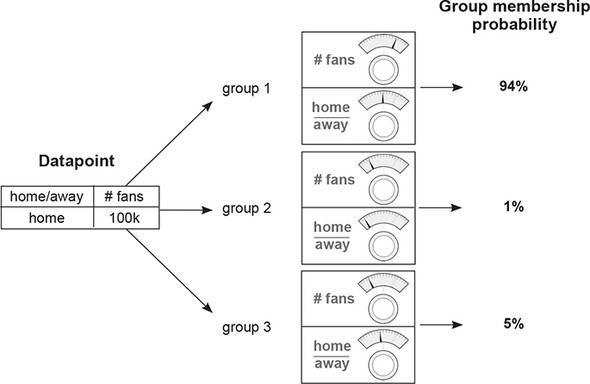 Group membership
probability
# fans
group 1
94%
home
away
Datapoint
home/away # fans
home 100k
# fans
group 2
1%
home
away
# fans
group 3
5%
home
away